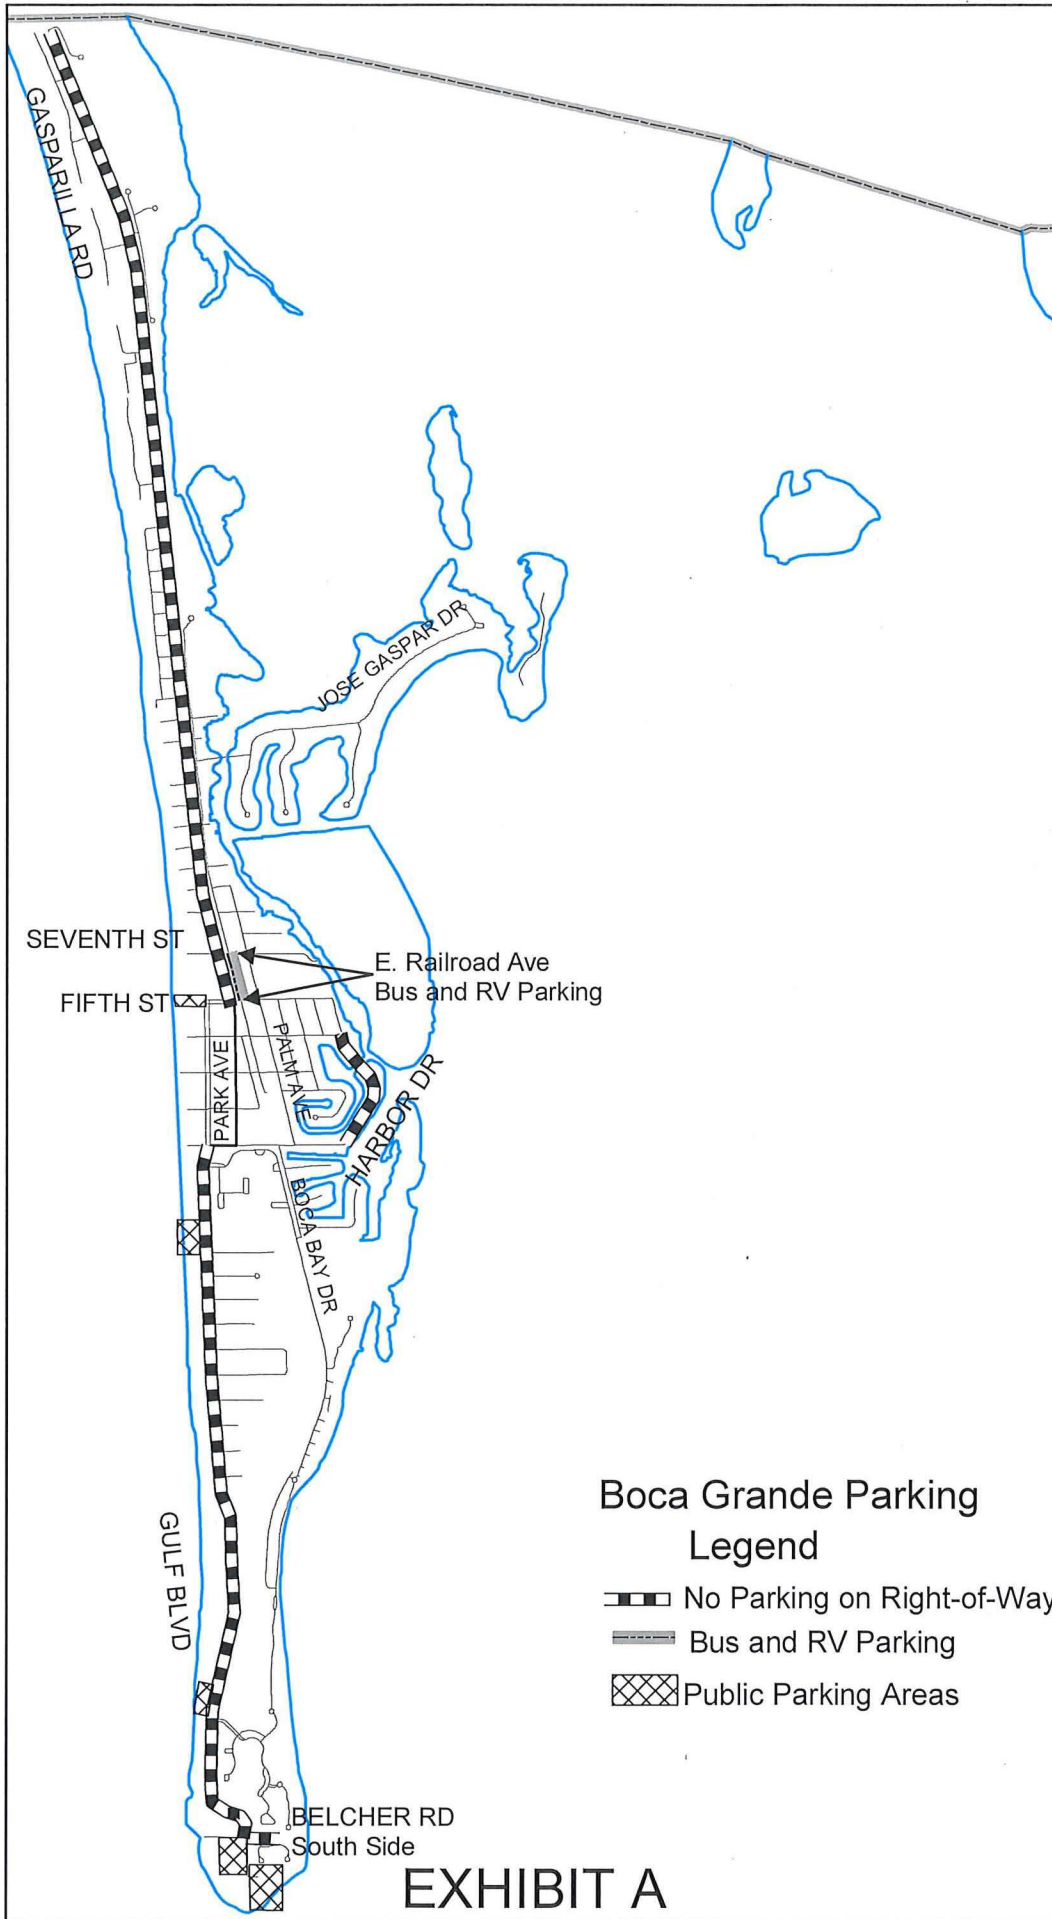 GASPARILLA RD
JOSE GASPAR DR
SEVENTH ST
E. Railroad Ave
Bus and RV Parking
FIFTH ST
PALM AVE
PARK AVE
HARBOR DR
BOCA BAY DR
GULF BLVD
Boca Grande Parking
Legend
No Parking on Right-of-Way
Bus and RV Parking
Public Parking Areas
BELCHER RD
South Side
EXHIBIT A